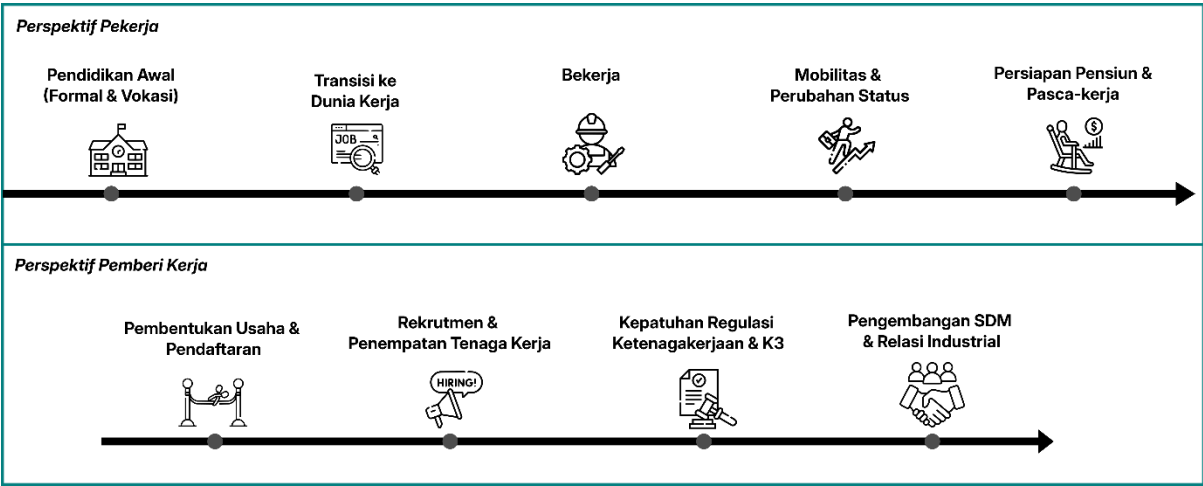 Perspektif Pekerja
Pendidikan Awal
(Formal & Vokasi)
Transisi ke
Dunia Kerja
JOB
Bekerja
Mobilitas &
Perubahan Status
Persiapan Pensiun &
Pasca-kerja
$
Perspektif Pemberi Kerja
Pembentukan Usaha &
Pendaftaran
Rekrutmen &
Penempatan Tenaga Kerja
HIRING!
Kepatuhan Regulasi
Ketenagakerjaan & K3
Pengembangan SDM
& Relasi Industrial